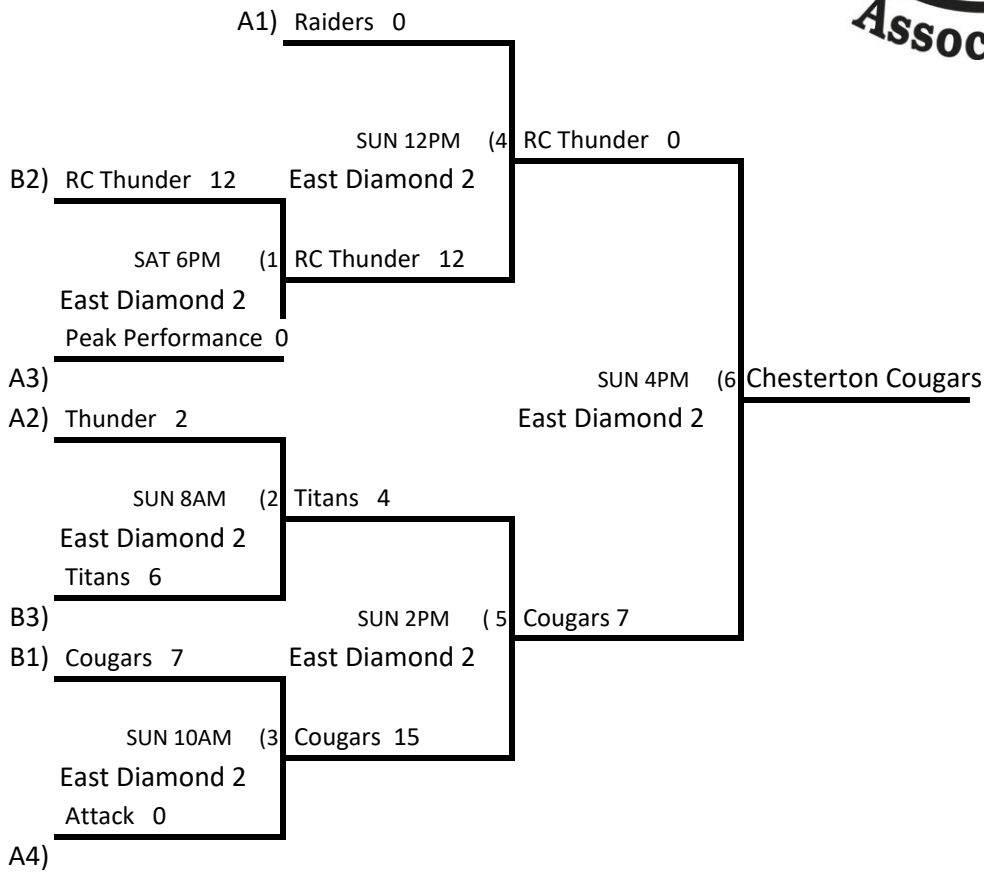 Assoc
A1) Raiders 0
SUN 12PM (4 RC Thunder 0
B2) RC Thunder 12 East Diamond 2
SAT 6PM (1 RC Thunder 12
East Diamond 2
Peak Performance 0
A3) SUN 4PM (6 Chesterton Cougars
A2) Thunder 2 East Diamond 2
SUN 8AM (2 Titans 4
East Diamond 2
Titans 6
B3) SUN 2PM ( 5 Cougars 7
B1) Cougars 7 East Diamond 2
SUN 10AM (3 Cougars 15
East Diamond 2
Attack 0
A4)